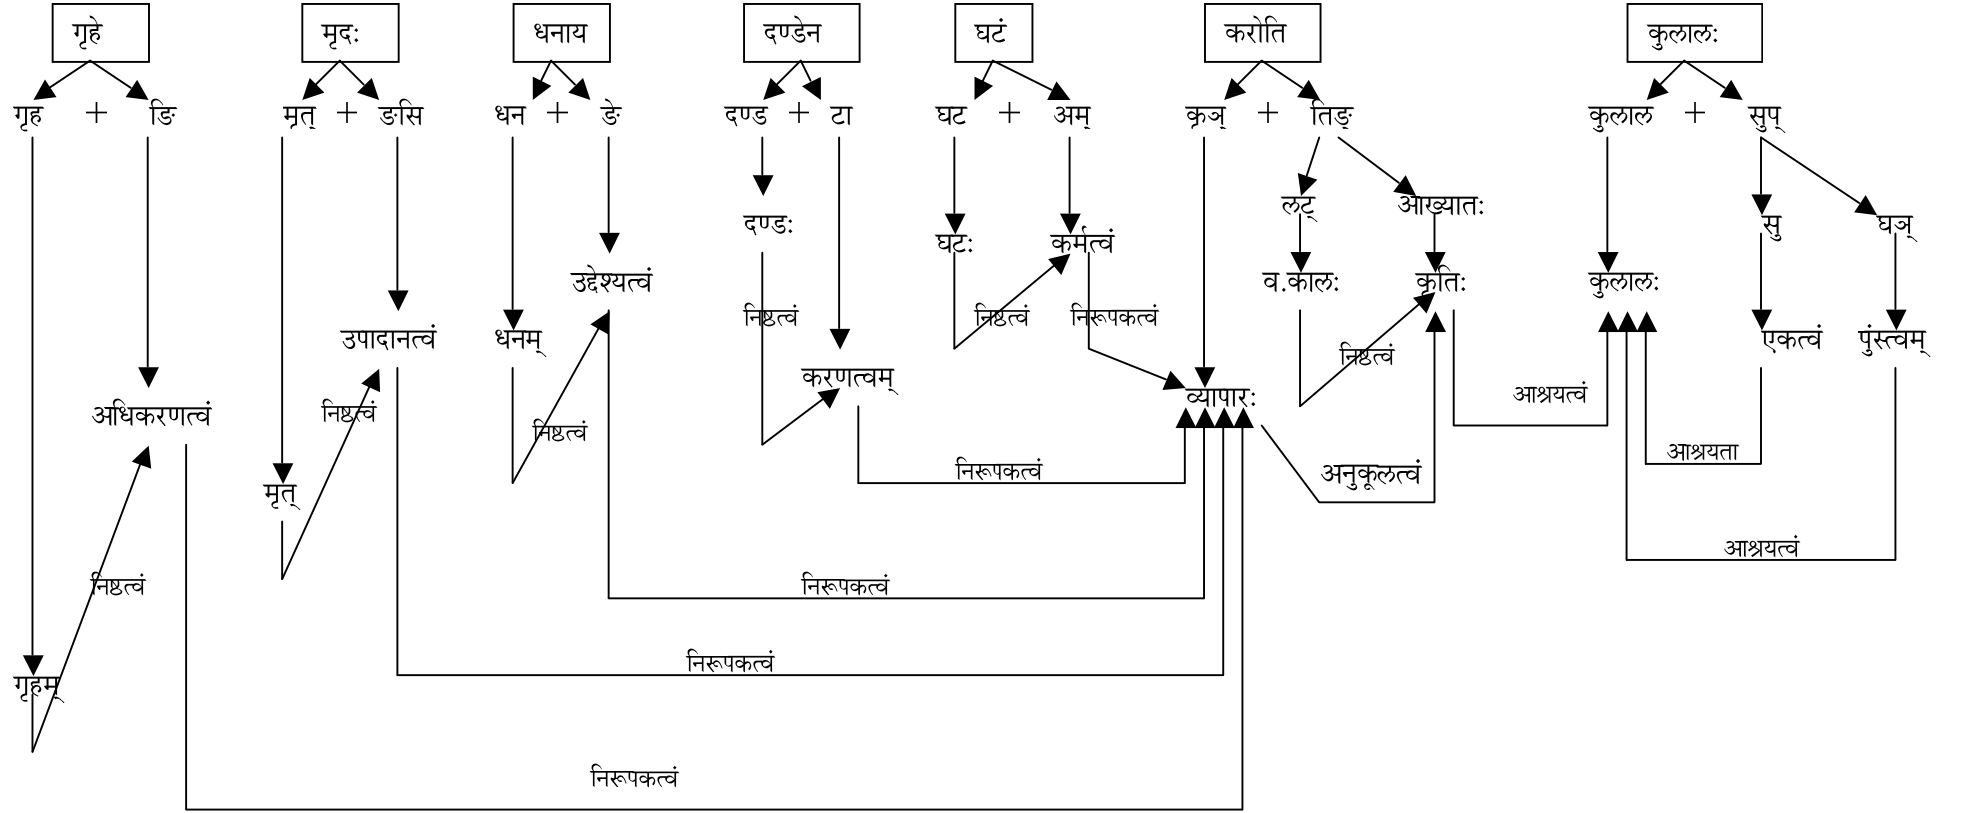 गृहे मृदः धनाय दण्डेन घटं करोति कुलालः
गृह + ङि मृत् + ङसि धन + ङे दण्ड + टा घट + अम् कृञ् + तिङ् कुलाल + सुप्
लट् आख्यातः
दण्डः सु घञ्
घटः कर्मत्वं
उद्देश्यत्वं व.कालः कृतिः कुलालः
निष्ठत्वं निष्ठत्वं निरूपकत्वं
उपादानत्वं धनम् एकत्वं पुंस्त्वम्
निष्ठत्वं
करणत्वम्
व्यापारः आश्रयत्वं
अधिकरणत्वं निष्ठत्वं
निष्ठत्वं
आश्रयता
निरूपकत्वं अनुकूलत्वं
मृत्
आश्रयत्वं
निष्ठत्वं निरूपकत्वं
निरूपकत्वं
गृहम्
निरूपकत्वं